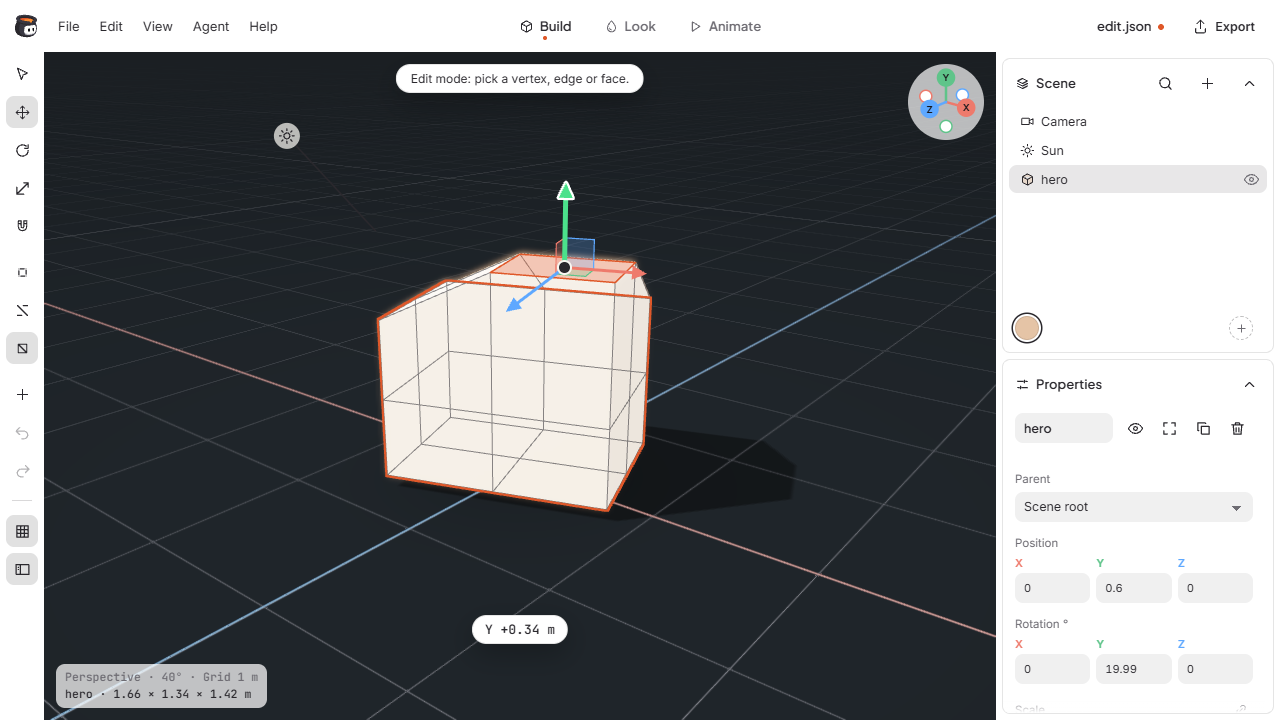 File Edit View Agent Help
Build Look Animate
edit.json Export
Edit mode: pick a vertex, edge or face.
Y
Z X
Scene
Camera
Sun
hero
Properties
hero
Parent
Scene root
Position
X Y Z
0 0.6 0
Rotation °
X Y Z
0 19.99 0
Scale
Y +0.34 m
Perspective · 40° · Grid 1 m
hero · 1.66 × 1.34 × 1.42 m